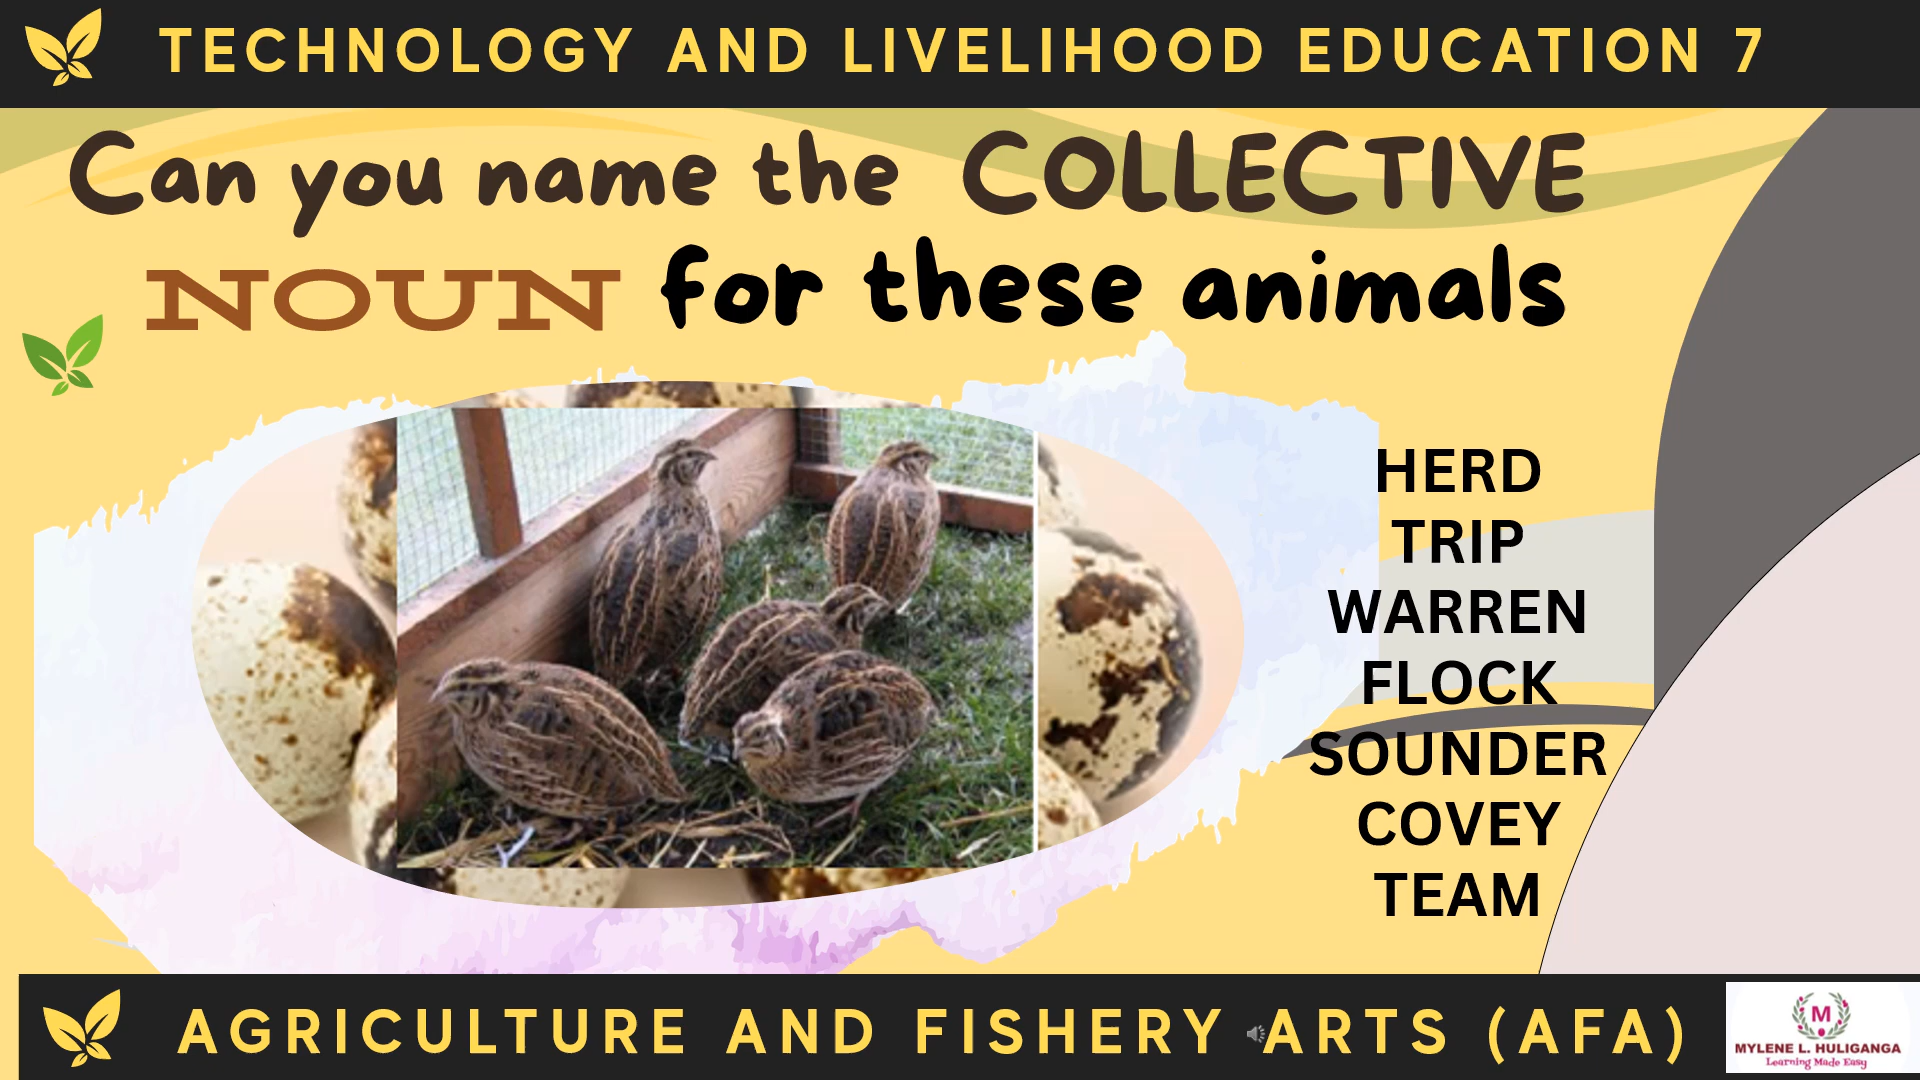 TECHNOLOGY AND LIVELIHOOD EDUCATION 7
Can you name the COLLECTIVE
NOUN for these animals
HERD
TRIP
WARREN
FLOCK
SOUNDER
COVEY
TEAM
AGRICULTURE AND FISHERY ARTS (AFA)
M
MYLENE L. HULIGANGA
Learning Made Easy